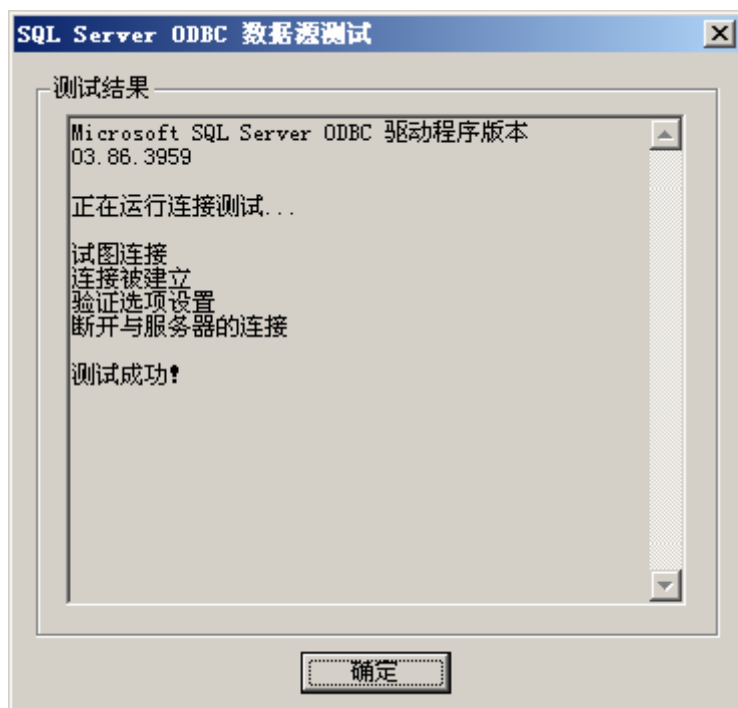 SQL Server ODBC 数据源测试
测试结果
Microsoft SQL Server ODBC 驱动程序版本
03.86.3959
正在运行连接测试...
试图连接
连接被建立
验证选项设置
断开与服务器的连接
测试成功!
确定